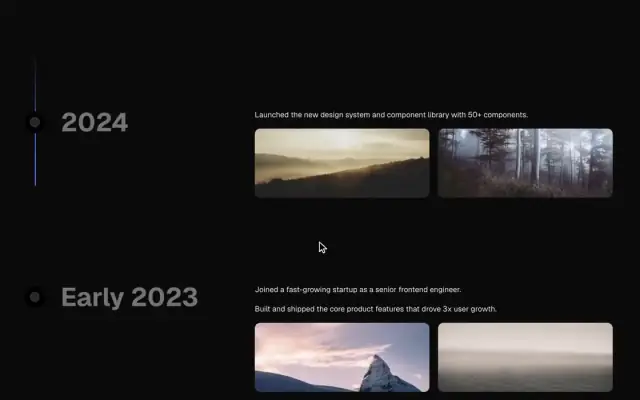 2024
Launched the new design system and component library with 50+ components.
Early 2023
Joined a fast-growing startup as a senior frontend engineer.
Built and shipped the core product features that drove 3x user growth.